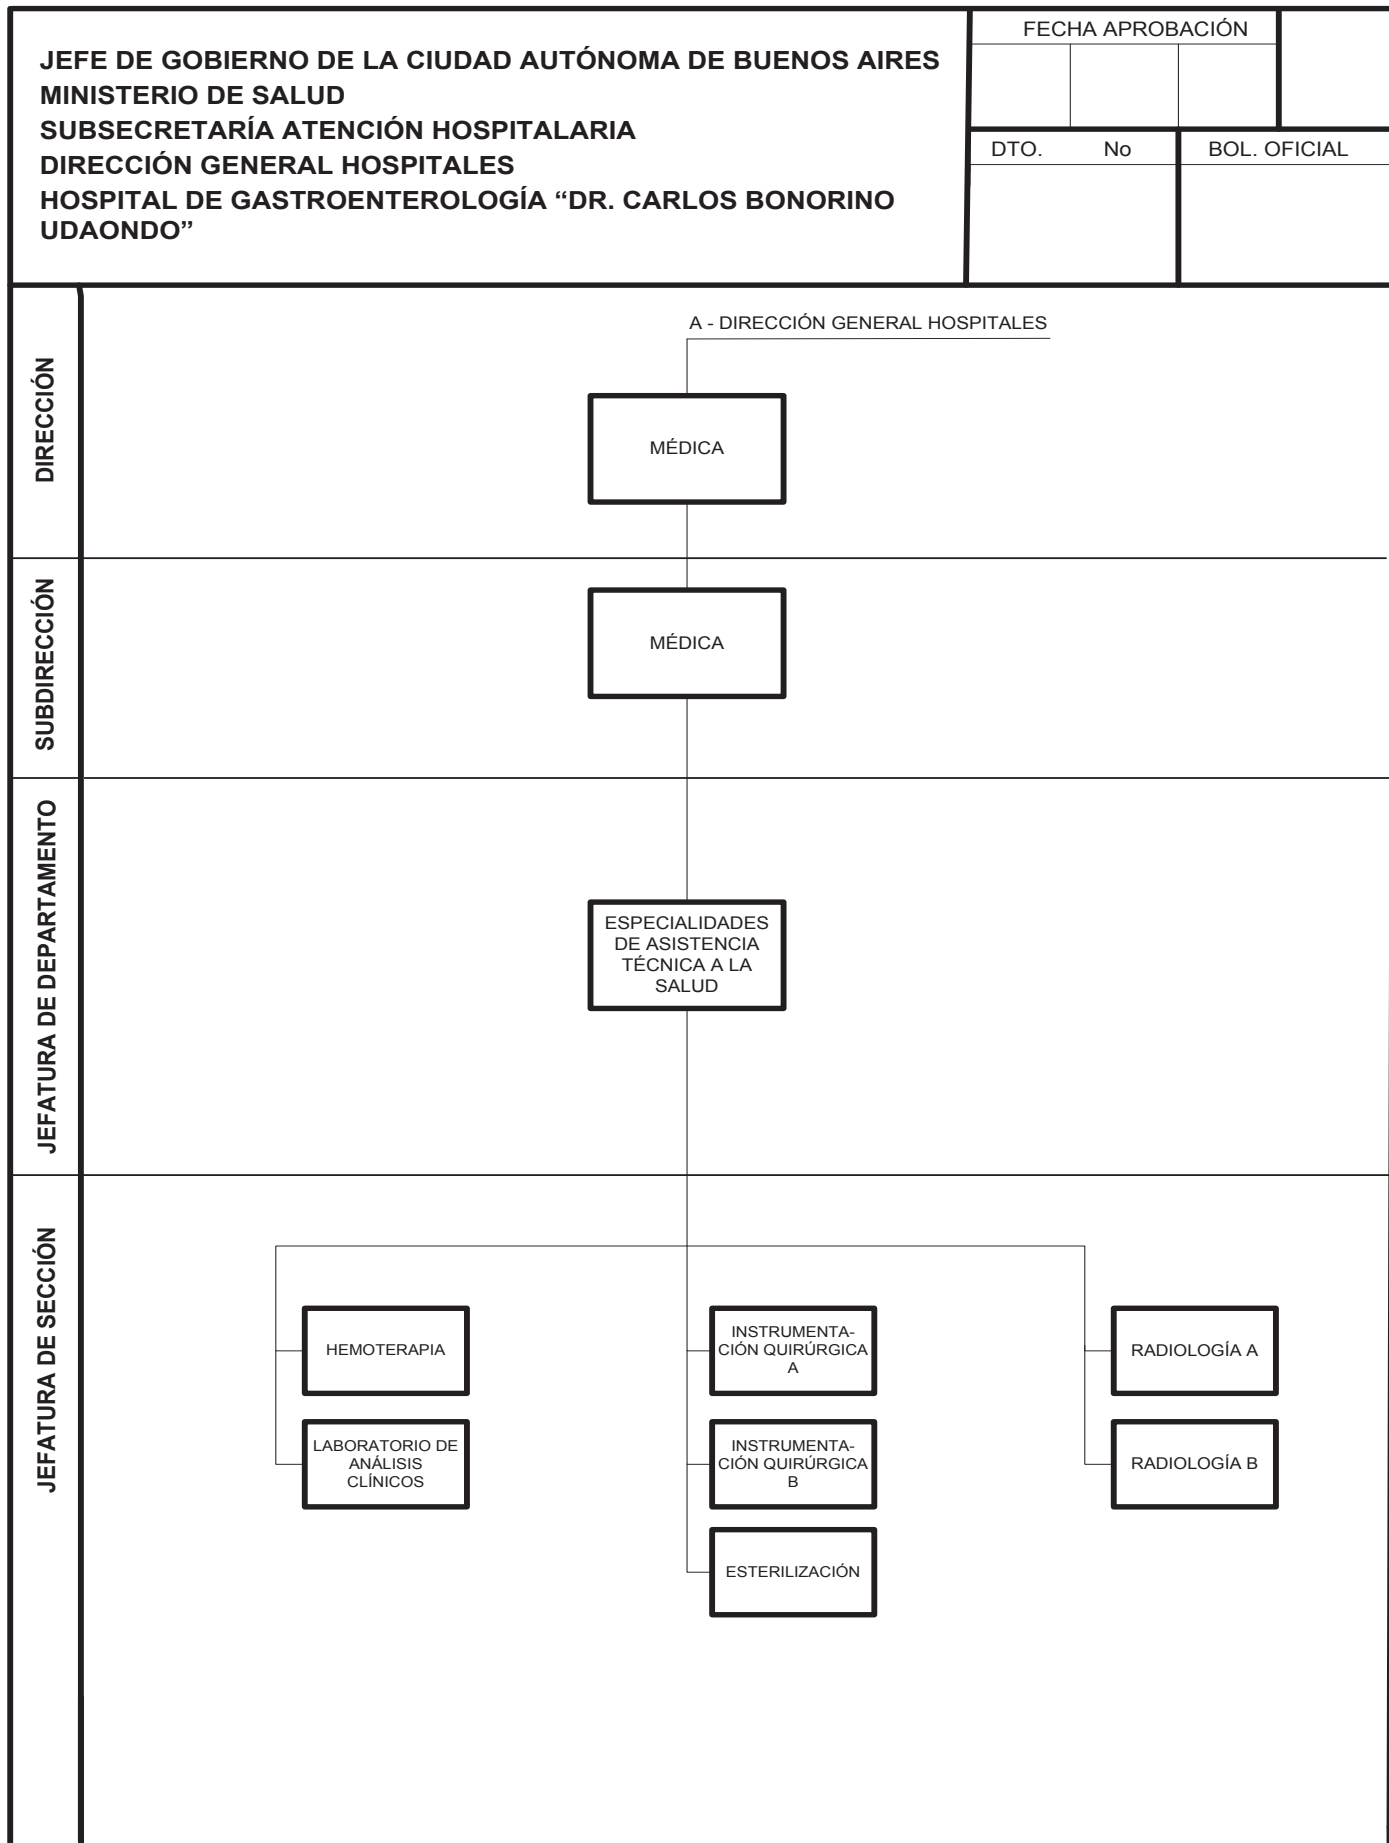 JEFE DE GOBIERNO DE LA CIUDAD AUTÓNOMA DE BUENOS AIRES
MINISTERIO DE SALUD
SUBSECRETARÍA ATENCIÓN HOSPITALARIA
DIRECCIÓN GENERAL HOSPITALES
HOSPITAL DE GASTROENTEROLOGÍA “DR. CARLOS BONORINO
UDAONDO”
FECHA APROBACIÓN
DTO. No
BOL. OFICIAL
DIRECCIÓN
A - DIRECCIÓN GENERAL HOSPITALES
MÉDICA
SUBDIRECCIÓN
MÉDICA
JEFATURA DE DEPARTAMENTO
ESPECIALIDADES
DE ASISTENCIA
TÉCNICA A LA
SALUD
JEFATURA DE SECCIÓN
HEMOTERAPIA
LABORATORIO DE
ANÁLISIS
CLÍNICOS
INSTRUMENTA-
CIÓN QUIRÚRGICA
A
INSTRUMENTA-
CIÓN QUIRÚRGICA
B
ESTERILIZACIÓN
RADIOLOGÍA A
RADIOLOGÍA B